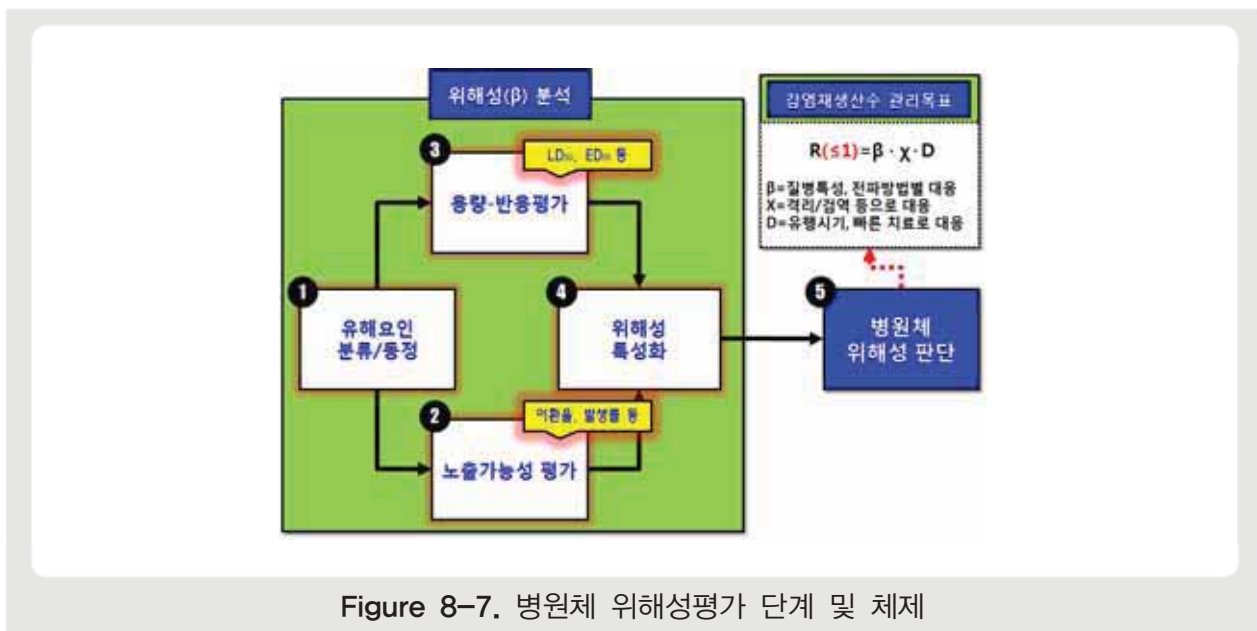 위해성(β) 분석
3
LD₅₀, ED₅₀ 등
용량-반응평가
1
유해요인
분류/동정
4
위해성
특성화
2
이환율, 발생률 등
노출가능성 평가
5
병원체
위해성 판단
감염재생산수 관리목표
R(≤1)=β · χ · D
β=질병특성, 전파방법별 대응
X=격리/검역 등으로 대응
D=유행시기, 빠른 치료로 대응
Figure 8-7. 병원체 위해성평가 단계 및 체제